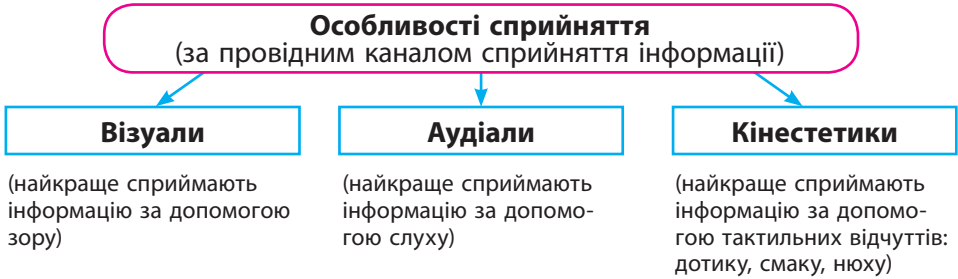 Особливості сприйняття
(за провідним каналом сприйняття інформації)
Візуали
(найкраще сприймають
інформацію за допомогою
зору)
Аудіали
(найкраще сприймають
інформацію за допомо-
гою слуху)
Кінестетики
(найкраще сприймають
інформацію за допомо-
гою тактильних відчуттів:
дотику, смаку, нюху)